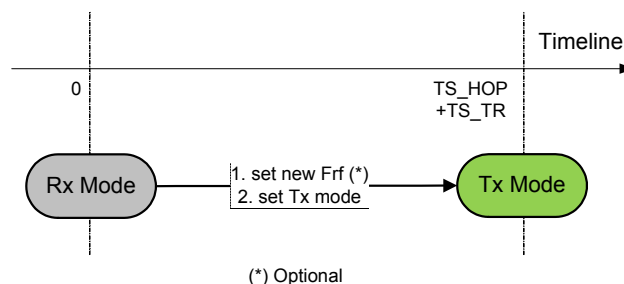 Timeline
0
TS_HOP
+TS_TR
Rx Mode
1. set new Frf (*)
2. set Tx mode
Tx Mode
(*) Optional